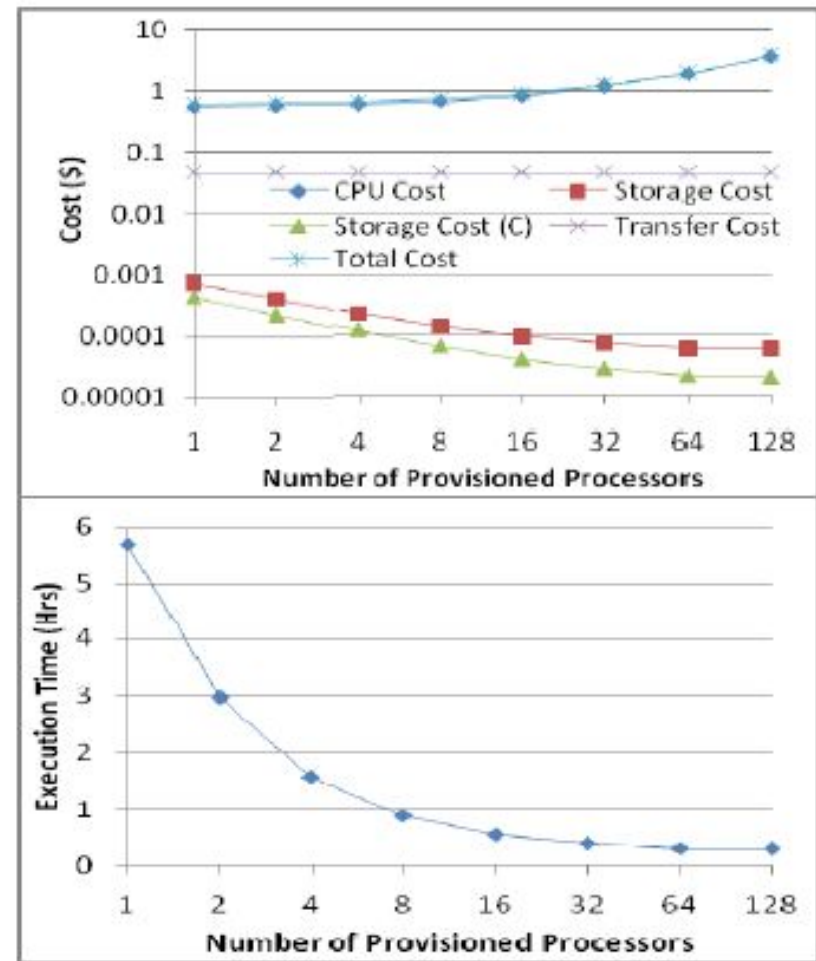 10
1
0.1
0.01
0.001
0.0001
0.00001
Cost ($)
CPU Cost
Storage Cost
Storage Cost (C)
Transfer Cost
Total Cost
1 2 4 8 16 32 64 128
Number of Provisioned Processors
6
5
4
3
2
1
0
Execution Time (Hrs)
1 2 4 8 16 32 64 128
Number of Provisioned Processors